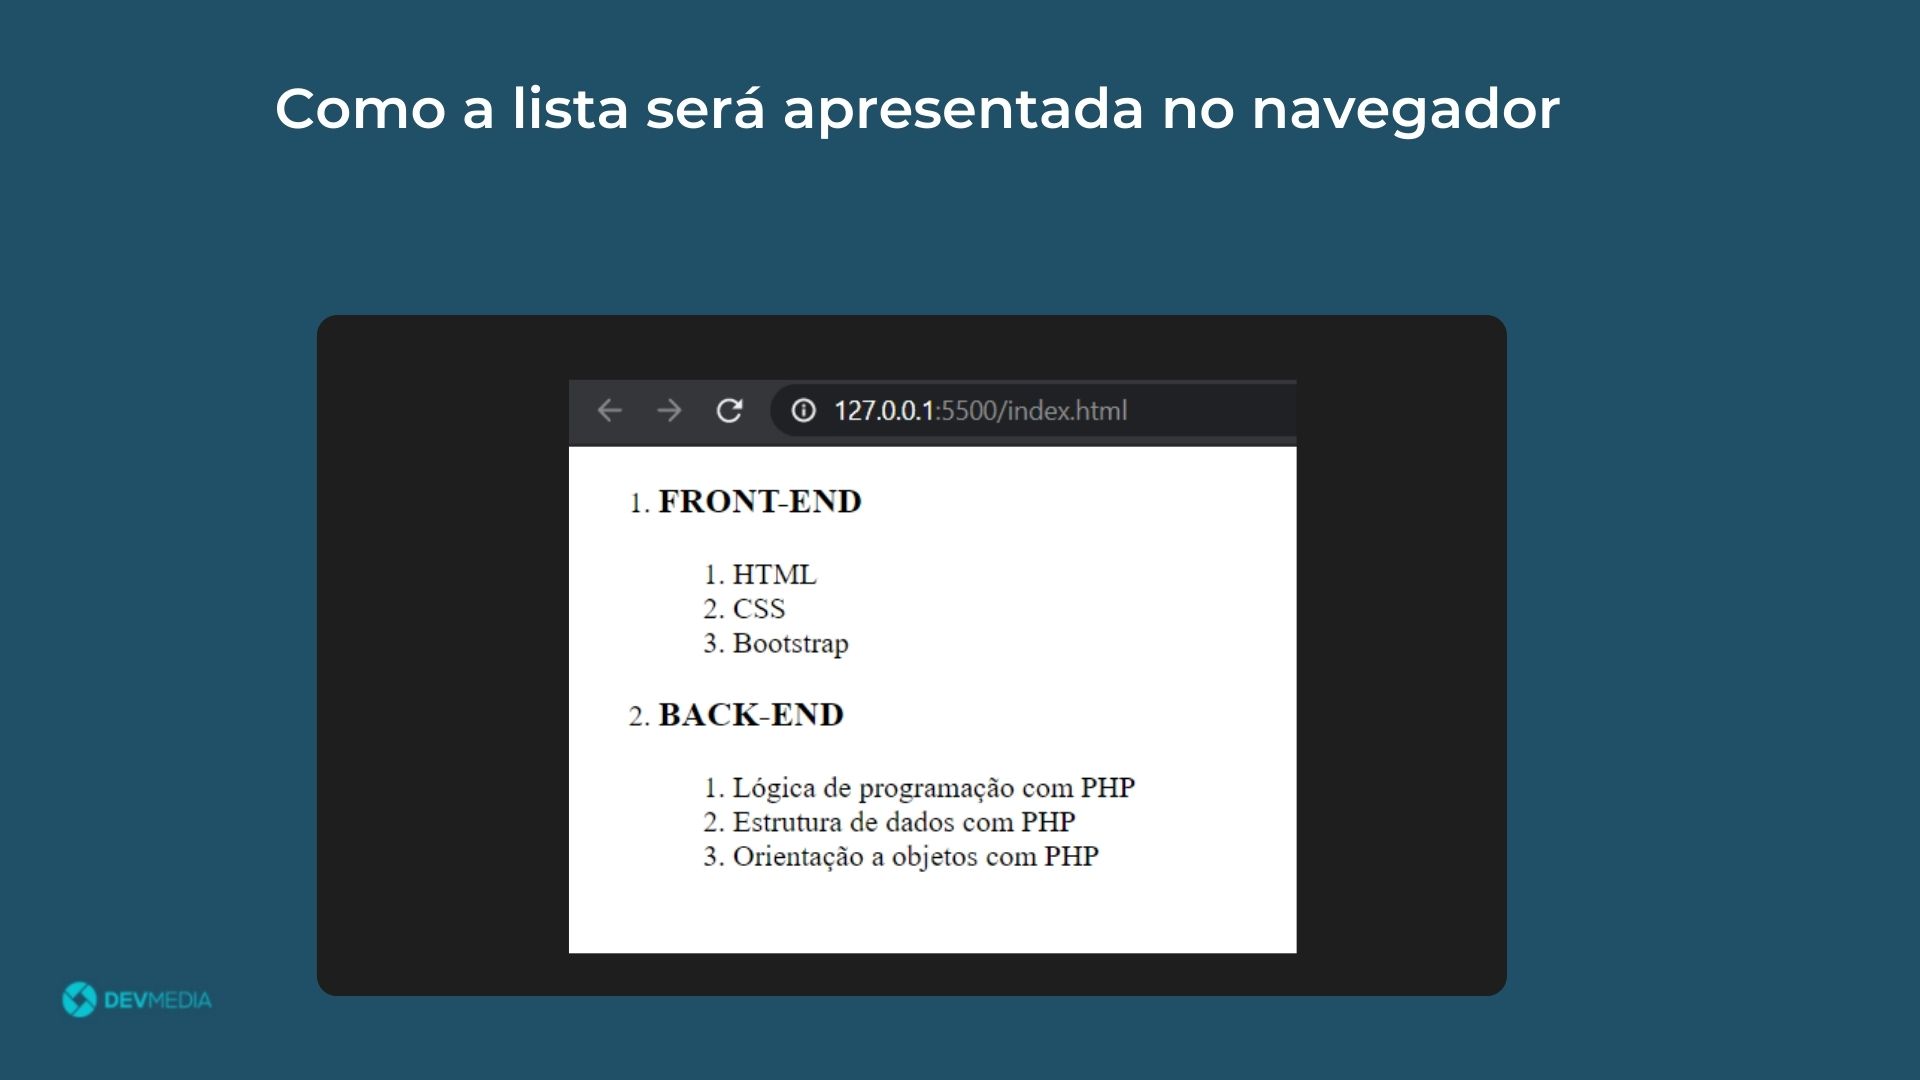 Como a lista será apresentada no navegador
127.0.0.1:5500/index.html
1. FRONT-END
1. HTML
2. CSS
3. Bootstrap
2. BACK-END
1. Lógica de programação com PHP
2. Estrutura de dados com PHP
3. Orientação a objetos com PHP
DEVMEDIA